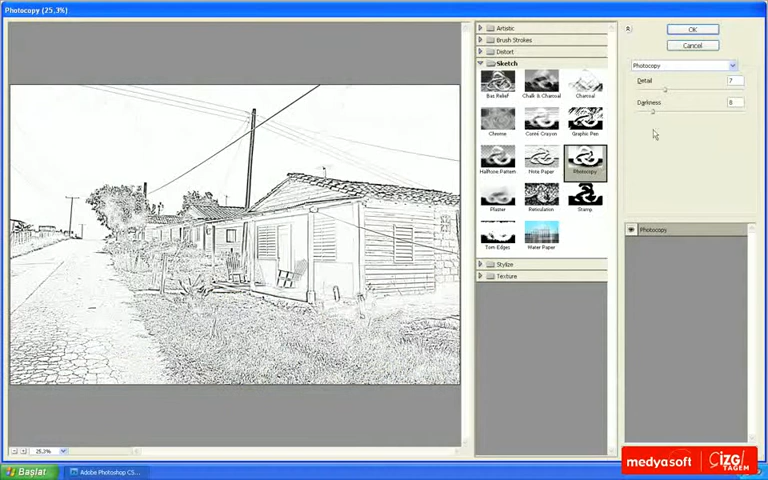 Photocopy (25,3%)
Artistic
Brush Strokes
Distort
Sketch
Bas Relief
Chalk & Charcoal
Charcoal
Chrome
Conté Crayon
Graphic Pen
Halftone Pattern
Note Paper
Photocopy
Plaster
Reticulation
Stamp
Torn Edges
Water Paper
Stylize
Texture
OK
Cancel
Photocopy
Detail
7
Darkness
8
Photocopy
25,3%
Başlat
Adobe Photoshop CS...
medyasoft
ÇİZGİ
TAGEM